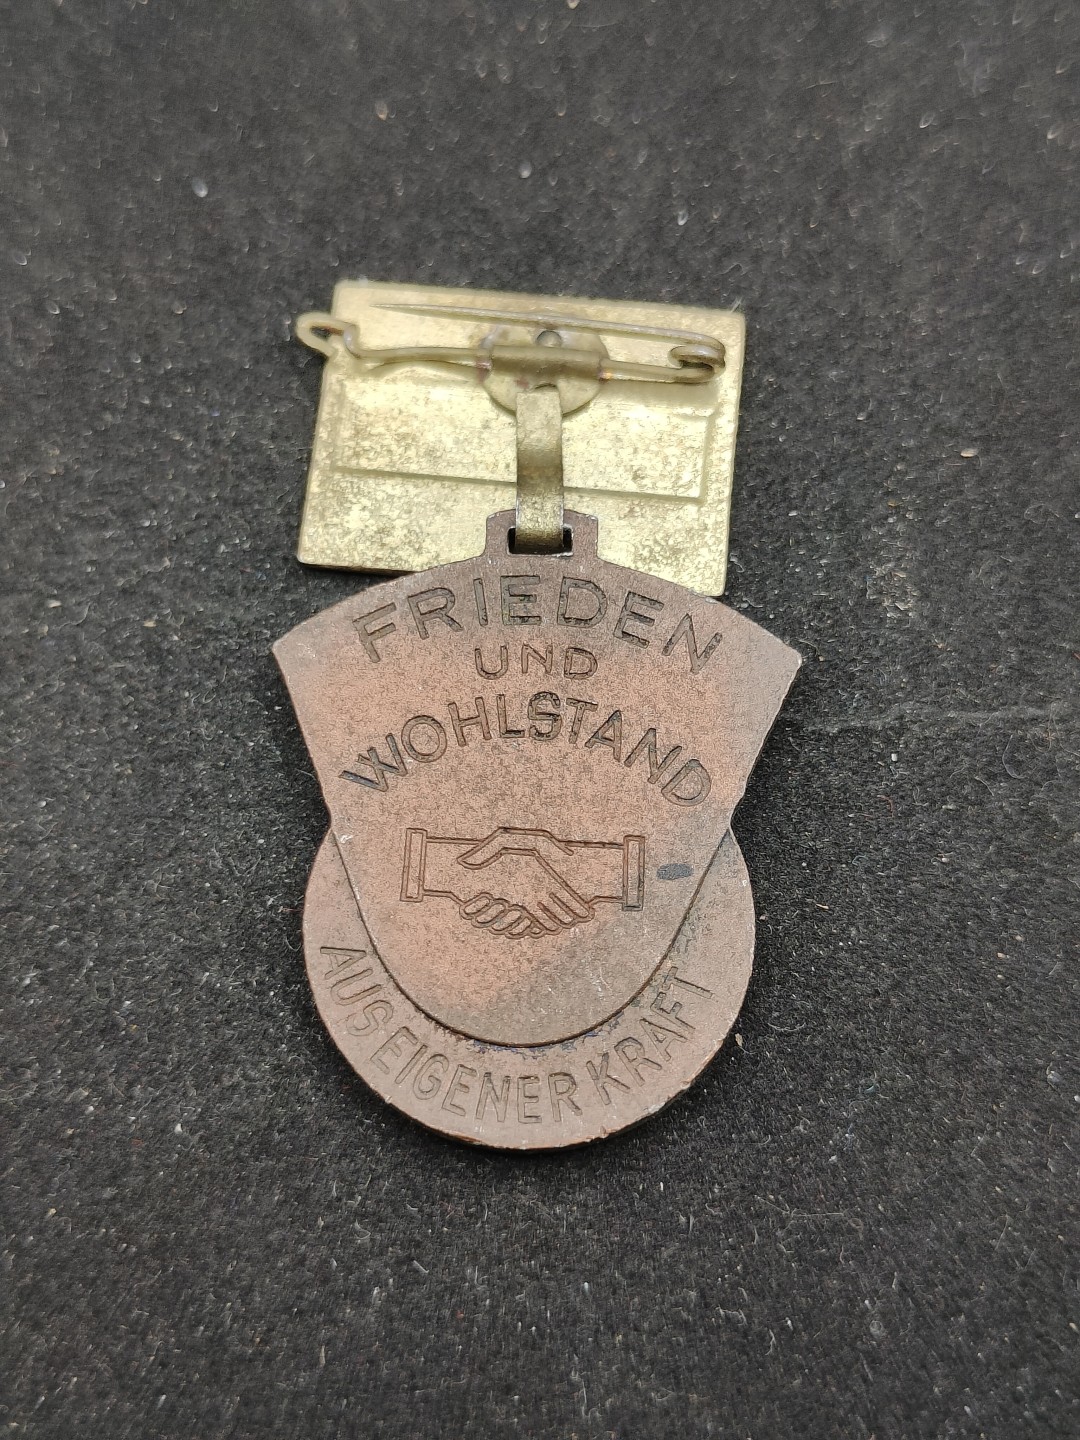 FRIEDEN
UND
WOHLSTAND
AUS EIGENER KRAFT